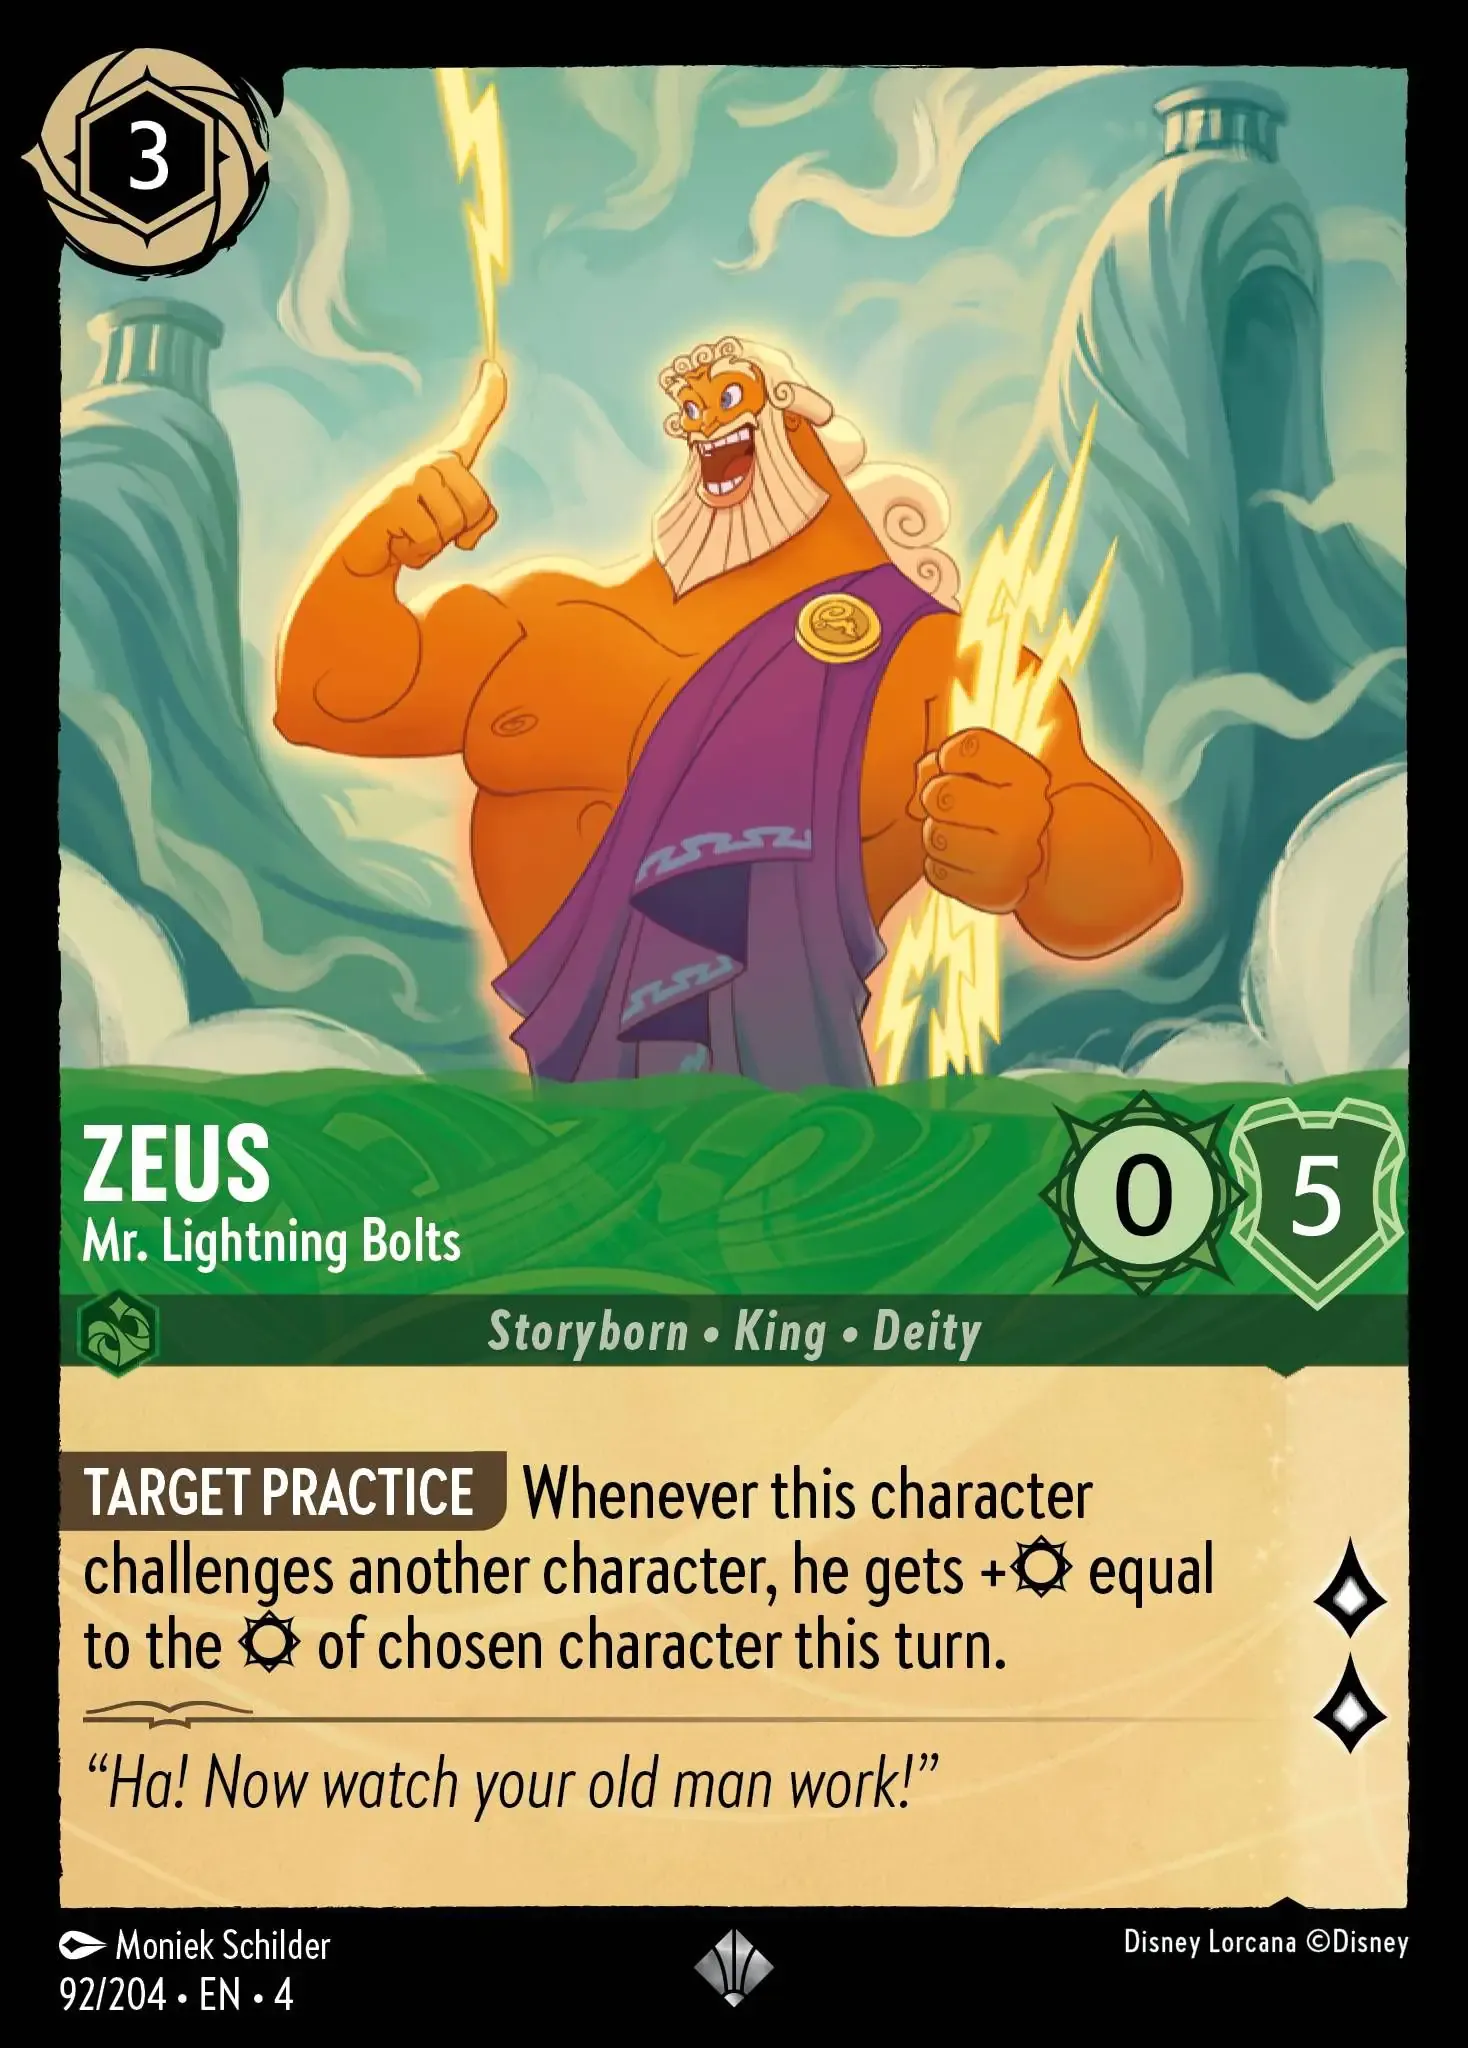 3
ZEUS
Mr. Lightning Bolts
0
5
Storyborn • King • Deity
TARGET PRACTICE Whenever this character
challenges another character, he gets + equal
to the of chosen character this turn.
“Ha! Now watch your old man work!”
Moniek Schilder
Disney Lorcana ©Disney
92/204 • EN • 4